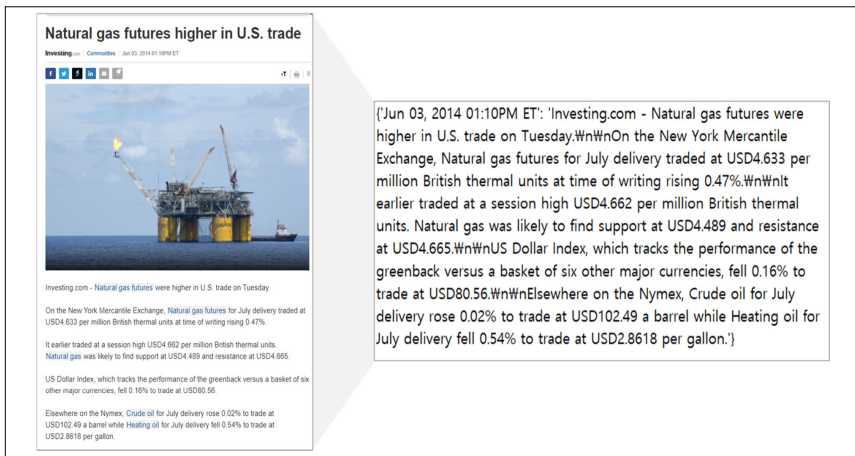 Natural gas futures higher in U.S. trade
Investing.com | Commodities | Jun 03, 2014 01:10PM ET
Investing.com - Natural gas futures were higher in U.S. trade on Tuesday.
On the New York Mercantile Exchange, Natural gas futures for July delivery traded at
USD4.633 per million British thermal units at time of writing rising 0.47%.
It earlier traded at a session high USD4.662 per million British thermal units.
Natural gas was likely to find support at USD4.489 and resistance at USD4.665.
US Dollar Index, which tracks the performance of the greenback versus a basket of six
other major currencies, fell 0.16% to trade at USD80.56.
Elsewhere on the Nymex, Crude oil for July delivery rose 0.02% to trade at
USD102.49 a barrel while Heating oil for July delivery fell 0.54% to trade at
USD2.8618 per gallon.
{'Jun 03, 2014 01:10PM ET': 'Investing.com - Natural gas futures were
higher in U.S. trade on Tuesday.₩n₩nOn the New York Mercantile
Exchange, Natural gas futures for July delivery traded at USD4.633 per
million British thermal units at time of writing rising 0.47%.₩n₩nIt
earlier traded at a session high USD4.662 per million British thermal
units. Natural gas was likely to find support at USD4.489 and resistance
at USD4.665.₩n₩nUS Dollar Index, which tracks the performance of the
greenback versus a basket of six other major currencies, fell 0.16% to
trade at USD80.56.₩n₩nElsewhere on the Nymex, Crude oil for July
delivery rose 0.02% to trade at USD102.49 a barrel while Heating oil for
July delivery fell 0.54% to trade at USD2.8618 per gallon.'}